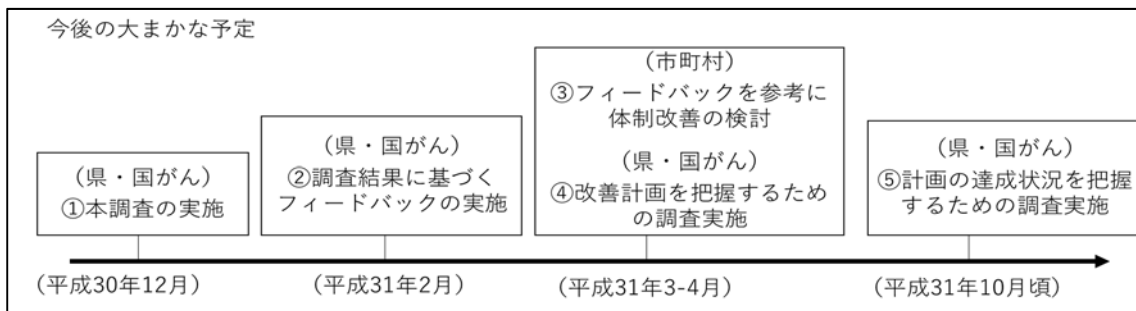 今後の大まかな予定
(県・国がん)
①本調査の実施
(県・国がん)
②調査結果に基づく
フィードバックの実施
(市町村)
③フィードバックを参考に
体制改善の検討
(県・国がん)
④改善計画を把握するため
の調査実施
(県・国がん)
⑤計画の達成状況を把握
するための調査実施
(平成30年12月)
(平成31年2月)
(平成31年3-4月)
(平成31年10月頃)